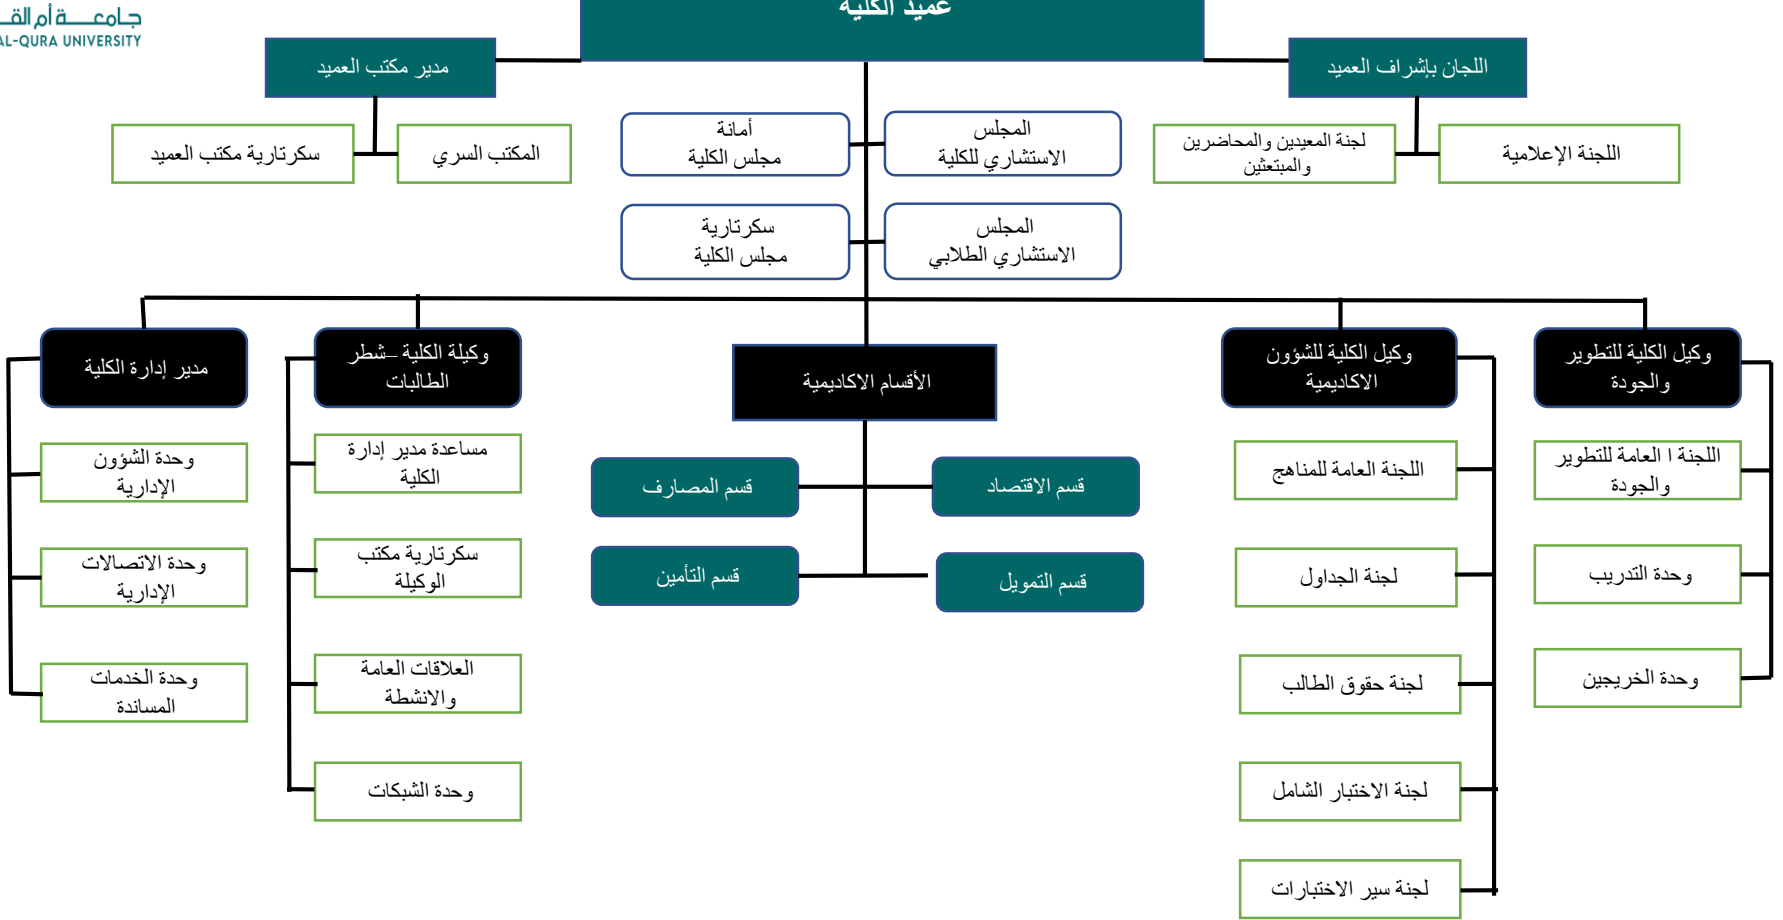 عميد الكلية
جامعـــة أم القـ
AL-QURA UNIVERSITY
اللجان بإشراف العميد
مدير مكتب العميد
اللجنة الإعلامية
لجنة المعيدين والمحاضرين
والمبتعثين
المجلس
الاستشاري للكلية
أمانة
مجلس الكلية
المكتب السري
سكرتارية مكتب العميد
المجلس
الاستشاري الطلابي
سكرتارية
مجلس الكلية
وكيل الكلية للتطوير
والجودة
وكيل الكلية للشؤون
الاكاديمية
الأقسام الاكاديمية
وكيلة الكلية –شطر
الطالبات
مدير إدارة الكلية
اللجنة ا العامة للتطوير
والجودة
وحدة التدريب
وحدة الخريجين
اللجنة العامة للمناهج
لجنة الجداول
لجنة حقوق الطالب
لجنة الاختبار الشامل
لجنة سير الاختبارات
قسم الاقتصاد
قسم المصارف
قسم التمويل
قسم التأمين
مساعدة مدير إدارة
الكلية
سكرتارية مكتب
الوكيلة
العلاقات العامة
والانشطة
وحدة الشبكات
وحدة الشؤون
الإدارية
وحدة الاتصالات
الإدارية
وحدة الخدمات
المساندة